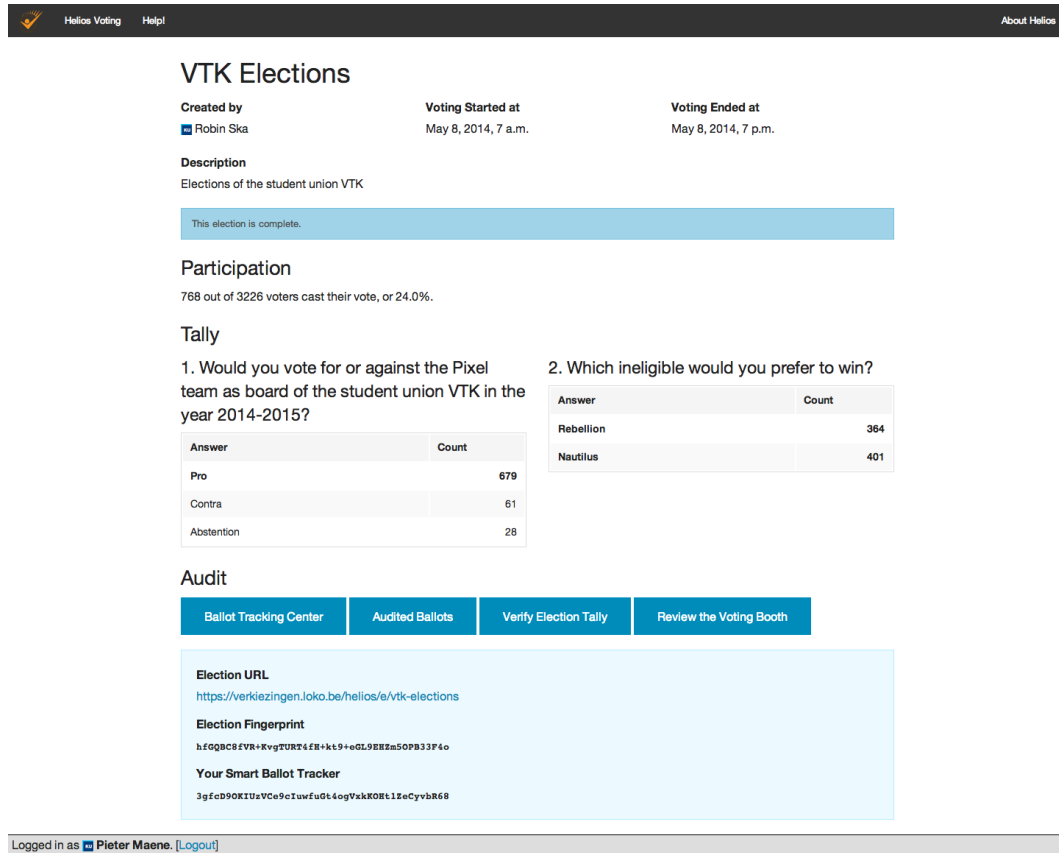 Helios Voting Help! About Helios
VTK Elections
Created by Voting Started at Voting Ended at
KU Robin Ska May 8, 2014, 7 a.m. May 8, 2014, 7 p.m.
Description
Elections of the student union VTK
This election is complete.
Participation
768 out of 3226 voters cast their vote, or 24.0%.
Tally
1. Would you vote for or against the Pixel
team as board of the student union VTK in the
year 2014-2015?
Answer Count
Pro 679
Contra 61
Abstention 28
2. Which ineligible would you prefer to win?
Answer Count
Rebellion 364
Nautilus 401
Audit
Ballot Tracking Center Audited Ballots Verify Election Tally Review the Voting Booth
Election URL
https://verkiezingen.loko.be/helios/e/vtk-elections
Election Fingerprint
hfGQBC8fVR+KvgTURT4fH+kt9+eGL9EHZm5OPB33F4o
Your Smart Ballot Tracker
3gfcD9OKIUzVCe9cIuwfuGt4ogVxkKOHt1ZeCyvbR68
Logged in as KU Pieter Maene. [Logout]